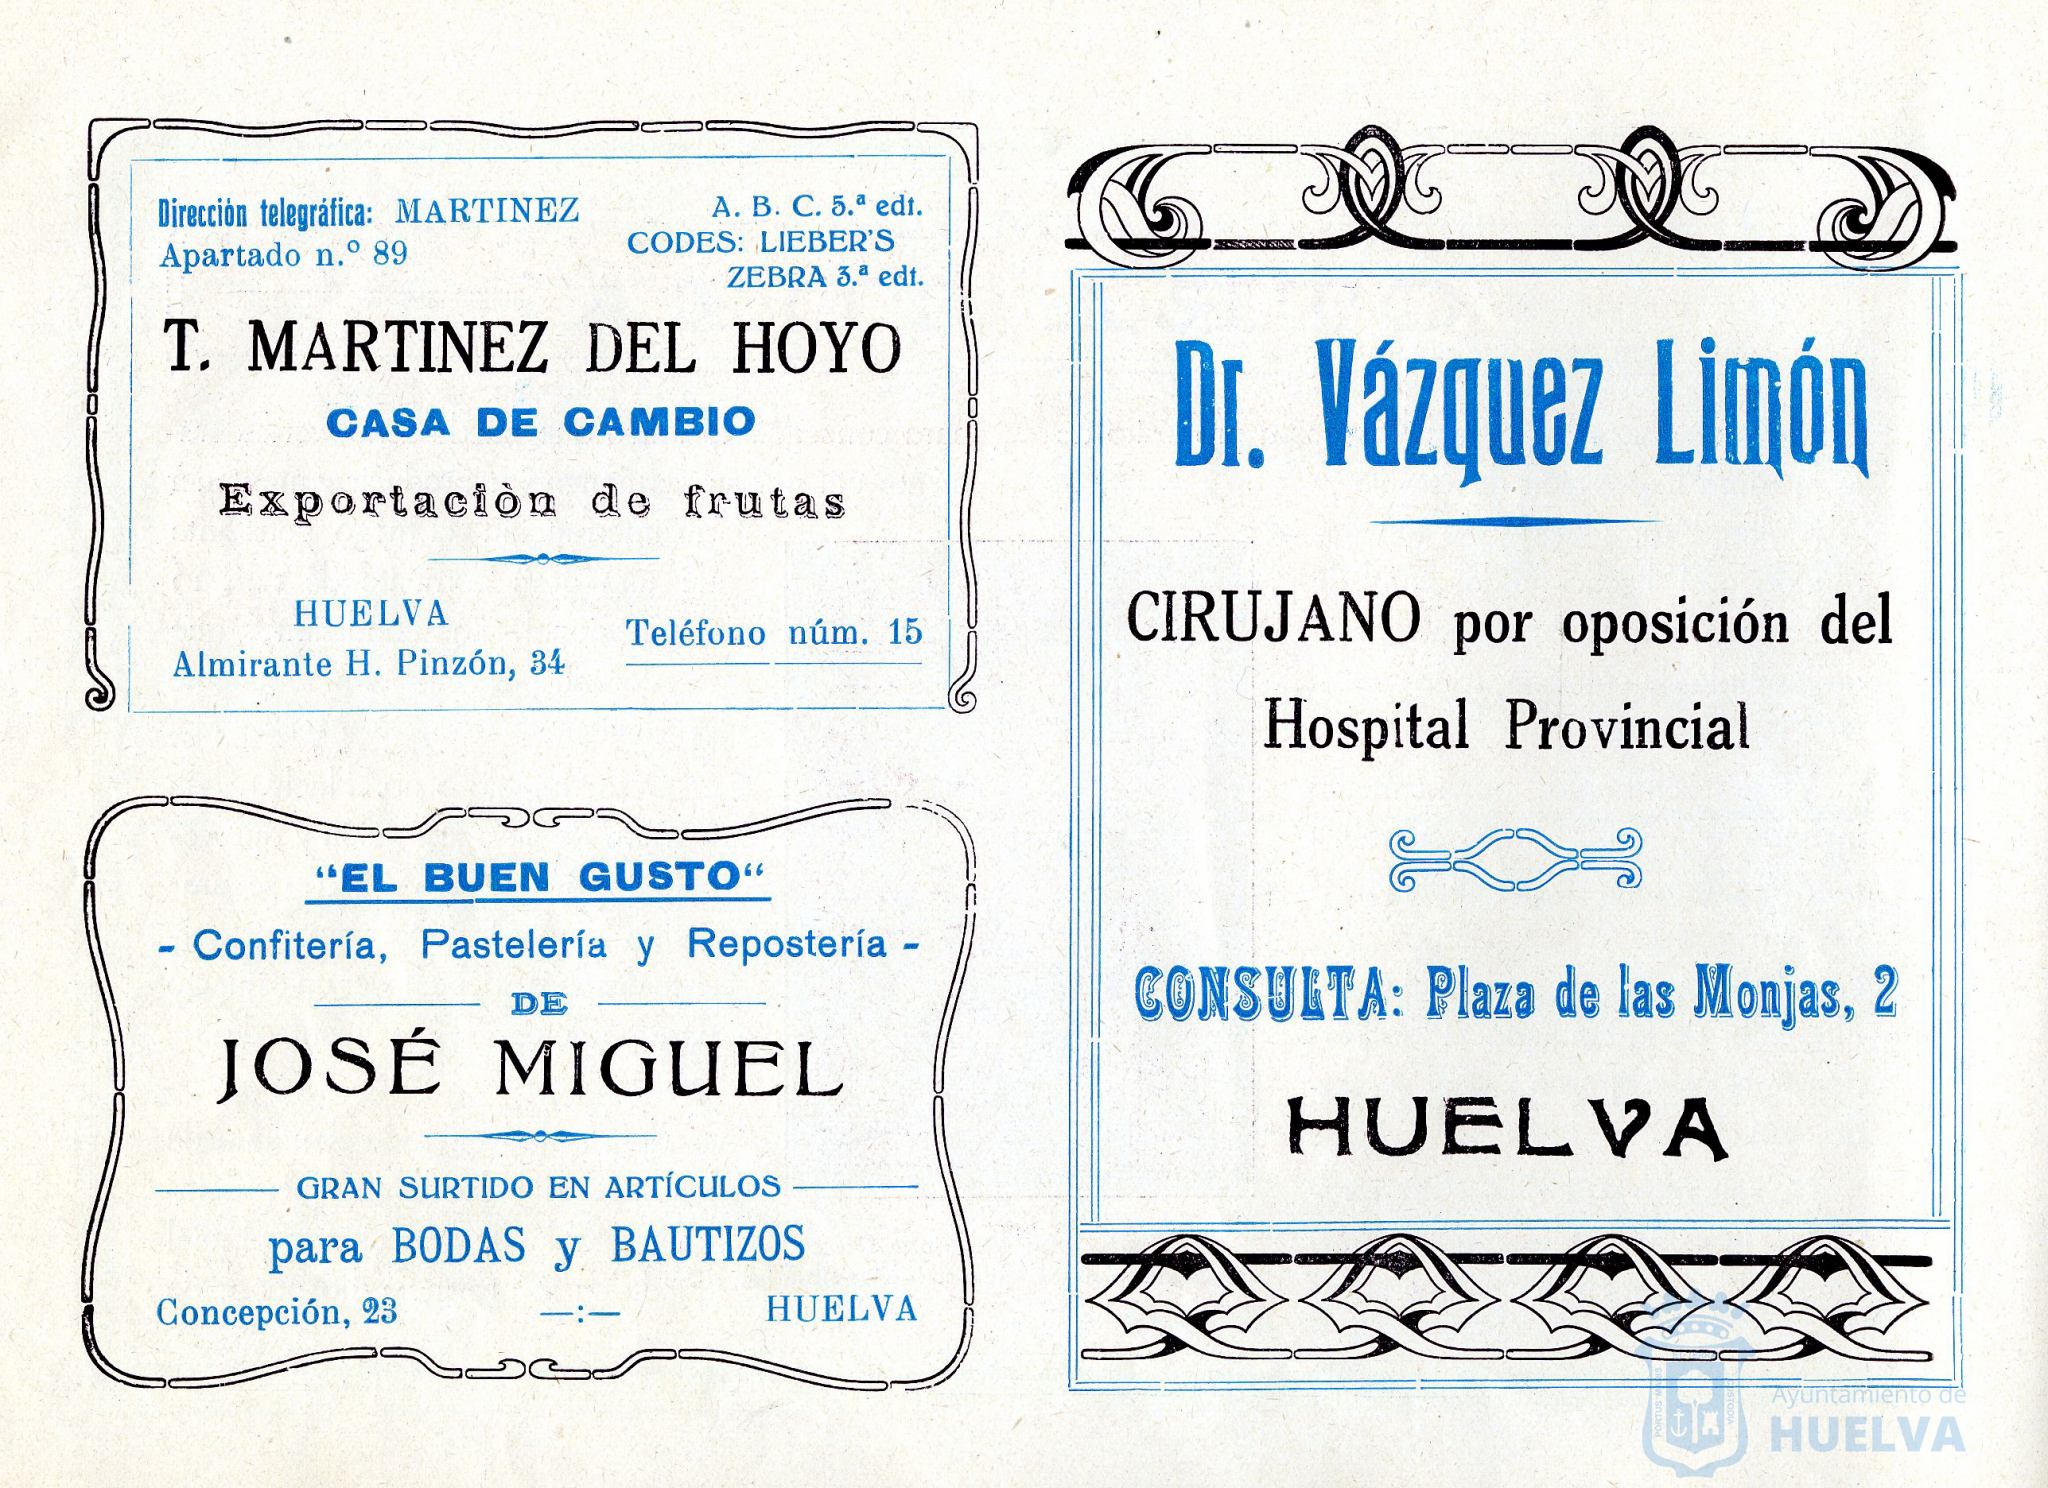 Dirección telegráfica: MARTINEZ
Apartado n.º 89
A. B. C. 5.ª edt.
CODES: LIEBER'S
ZEBRA 3.ª edt.
T. MARTINEZ DEL HOYO
CASA DE CAMBIO
Exportaciòn de frutas
HUELVA
Almirante H. Pinzón, 34
Teléfono núm. 15
“EL BUEN GUSTO“
- Confitería, Pastelería y Repostería -
DE
JOSÉ MIGUEL
GRAN SURTIDO EN ARTÍCULOS
para BODAS y BAUTIZOS
Concepción, 23 —:— HUELVA
Dr. Vázquez Limón
CIRUJANO por oposición del
Hospital Provincial
CONSULTA: Plaza de las Monjas, 2
HUELVA
Ayuntamiento de
HUELVA